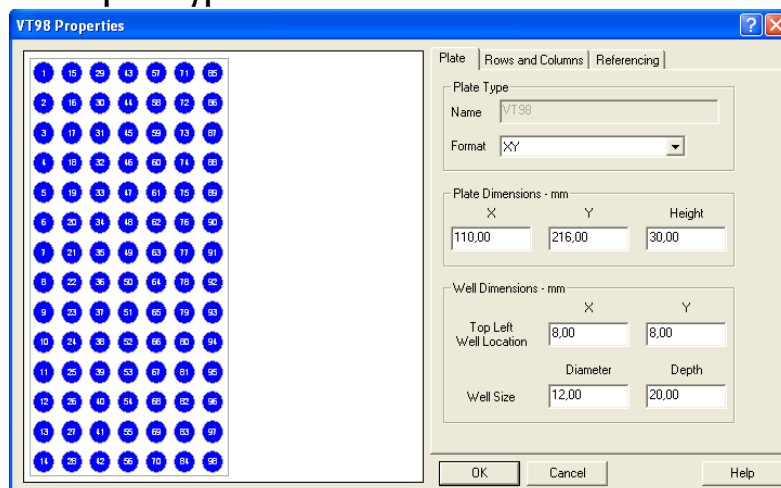 VT98 Properties
1 15 29 43 57 71 85
2 16 30 44 58 72 86
3 17 31 45 59 73 87
4 18 32 46 60 74 88
5 19 33 47 61 75 89
6 20 34 48 62 76 90
7 21 35 49 63 77 91
8 22 36 50 64 78 92
9 23 37 51 65 79 93
10 24 38 52 66 80 94
11 25 39 53 67 81 95
12 26 40 54 68 82 96
13 27 41 55 69 83 97
14 28 42 56 70 84 98
Plate Rows and Columns Referencing
Plate Type
Name VT98
Format XY
Plate Dimensions - mm
X Y Height
110,00 216,00 30,00
Well Dimensions - mm
X Y
Top Left
Well Location 8,00 8,00
Diameter Depth
Well Size 12,00 20,00
OK Cancel Help